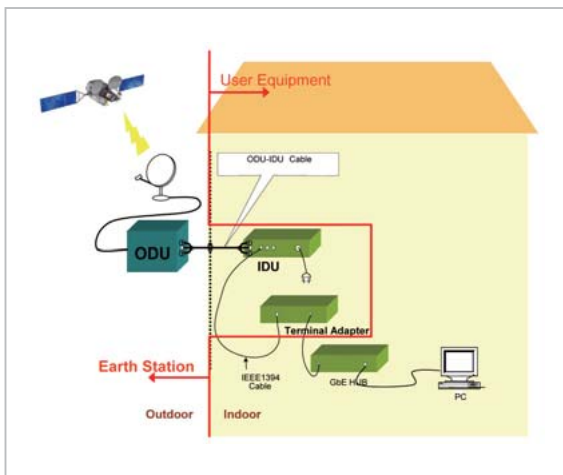 User Equipment
ODU-IDU Cable
ODU
IDU
Terminal Adapter
Earth Station
IEEE1394
Cable
GbE HUB
PC
Outdoor
Indoor